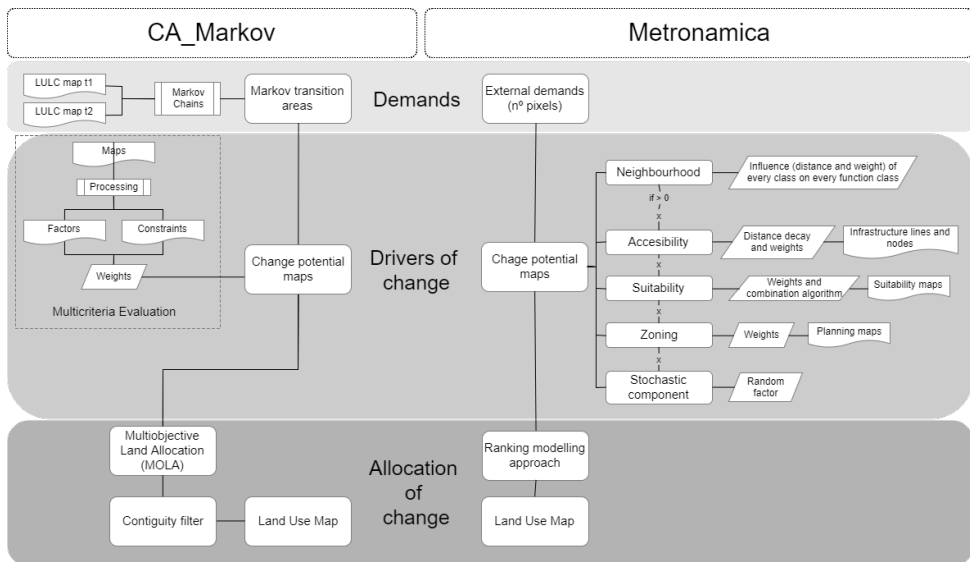 CA_Markov
Metronamica
LULC map t1
LULC map t2
Markov
Chains
Markov transition
areas
Demands
External demands
(nº pixels)
Maps
Processing
Factors
Constraints
Weights
Multicriteria Evaluation
Change potential
maps
Drivers of
change
Chage potential
maps
Neighbourhood
Influence (distance and weight) of
every class on every function class
if > 0
x
Accesibility
Distance decay
and weights
Infrastructure lines and
nodes
x
Suitability
Weights and
combination algorithm
Suitability maps
x
Zoning
Weights
Planning maps
x
Stochastic
component
Random
factor
Multiobjective
Land Allocation
(MOLA)
Contiguity filter
Land Use Map
Allocation
of
change
Ranking modelling
approach
Land Use Map